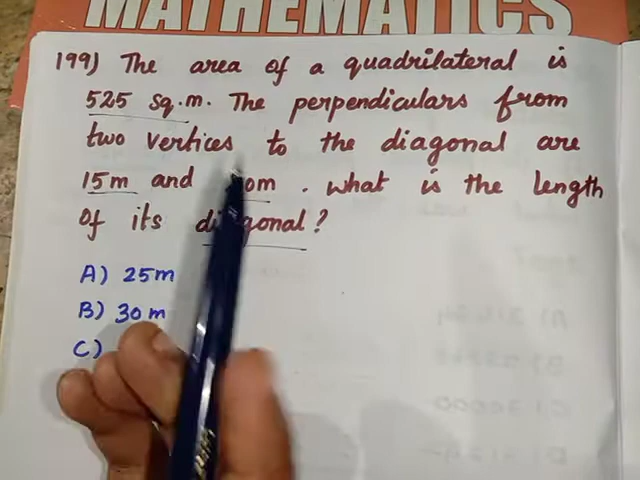 MATHEMATICS
199) The area of a quadrilateral is
525 sq.m. The perpendiculars from
two vertices to the diagonal are
15m and . What is the length
of its diagonal?
A) 25m
B) 30m
C)